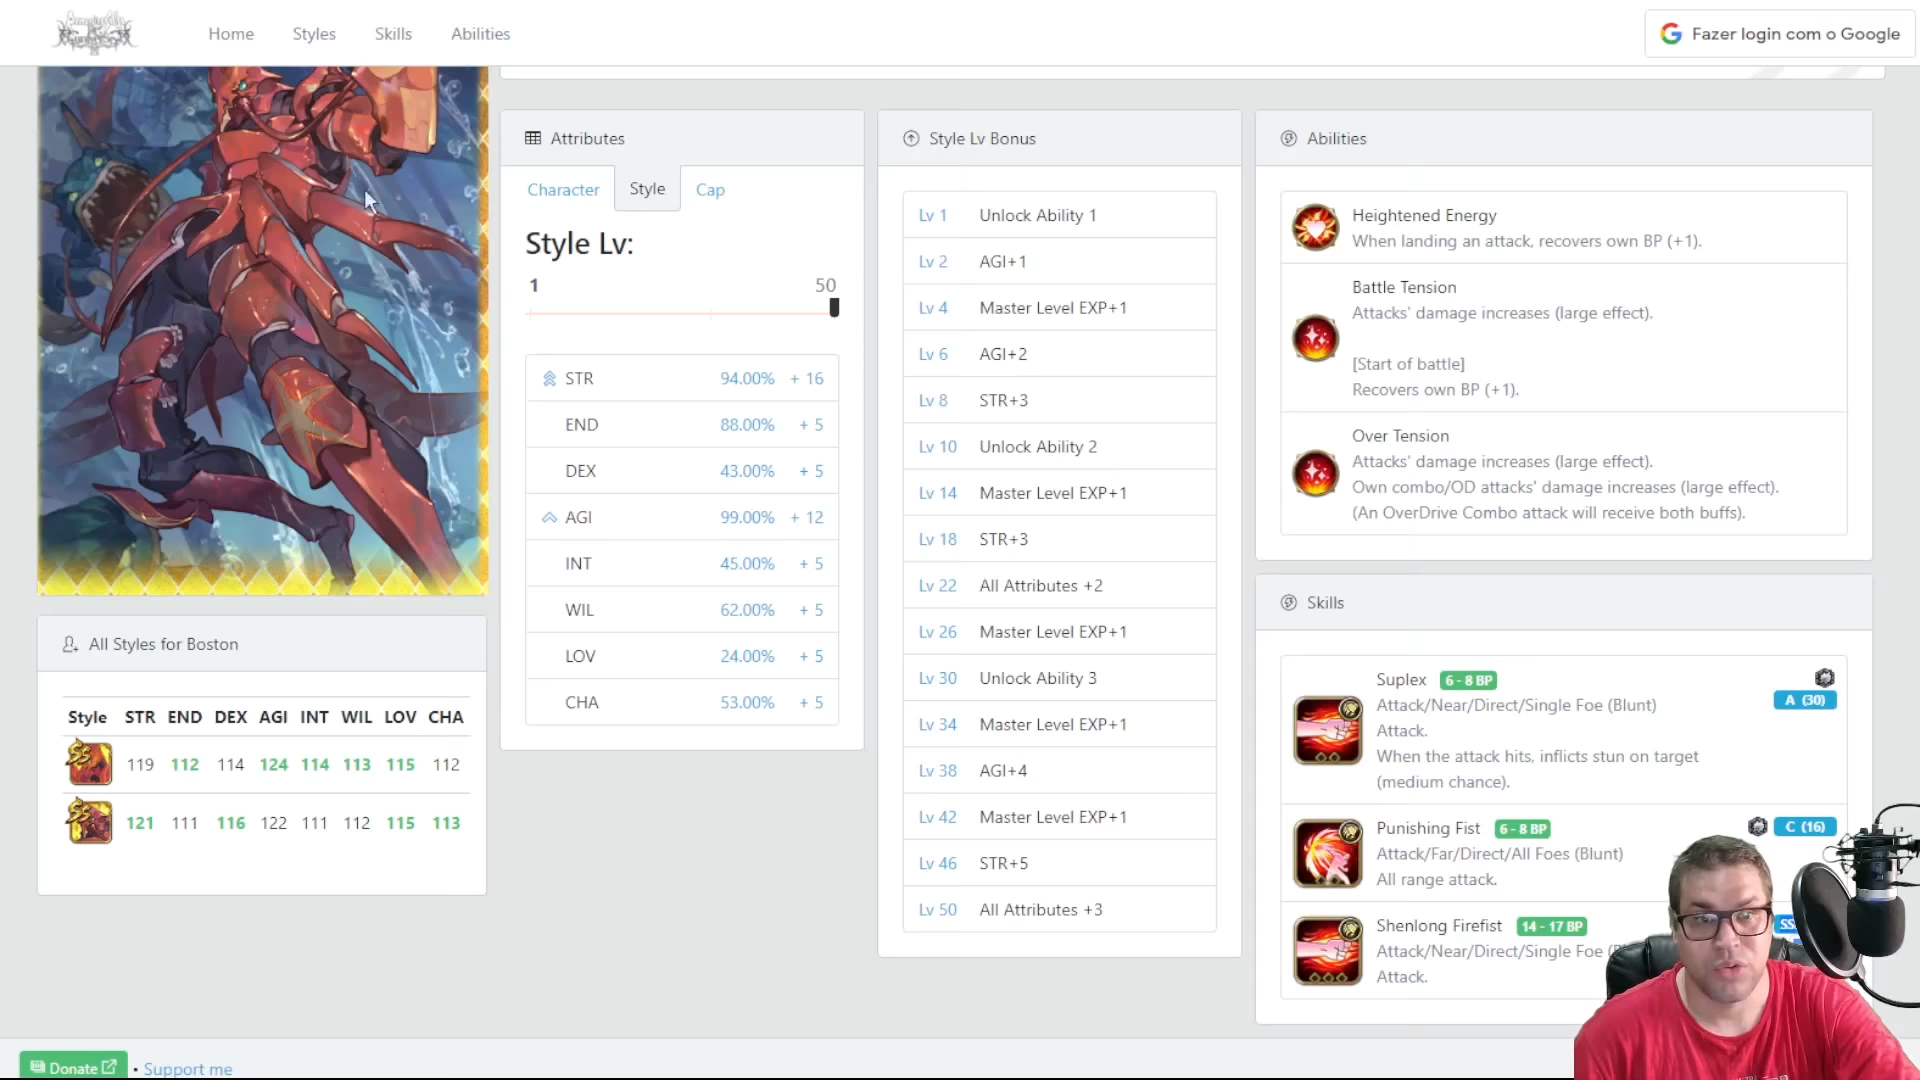 Home
Styles
Skills
Abilities
Fazer login com o Google
Attributes
Character
Style
Cap
Style Lv:
1
50
STR 94.00% + 16
END 88.00% + 5
DEX 43.00% + 5
AGI 99.00% + 12
INT 45.00% + 5
WIL 62.00% + 5
LOV 24.00% + 5
CHA 53.00% + 5
All Styles for Boston
Style STR END DEX AGI INT WIL LOV CHA
SS 119 112 114 124 114 113 115 112
SS 121 111 116 122 111 112 115 113
Style Lv Bonus
Lv 1 Unlock Ability 1
Lv 2 AGI+1
Lv 4 Master Level EXP+1
Lv 6 AGI+2
Lv 8 STR+3
Lv 10 Unlock Ability 2
Lv 14 Master Level EXP+1
Lv 18 STR+3
Lv 22 All Attributes +2
Lv 26 Master Level EXP+1
Lv 30 Unlock Ability 3
Lv 34 Master Level EXP+1
Lv 38 AGI+4
Lv 42 Master Level EXP+1
Lv 46 STR+5
Lv 50 All Attributes +3
Abilities
Heightened Energy
When landing an attack, recovers own BP (+1).
Battle Tension
Attacks' damage increases (large effect).
[Start of battle]
Recovers own BP (+1).
Over Tension
Attacks' damage increases (large effect).
Own combo/OD attacks' damage increases (large effect).
(An OverDrive Combo attack will receive both buffs).
Skills
Suplex 6 - 8 BP
A (30)
Attack/Near/Direct/Single Foe (Blunt)
Attack.
When the attack hits, inflicts stun on target
(medium chance).
Punishing Fist 6 - 8 BP C (16)
Attack/Far/Direct/All Foes (Blunt)
All range attack.
Shenlong Firefist 14 - 17 BP SS
Attack/Near/Direct/Single Foe
Attack.
Donate • Support me